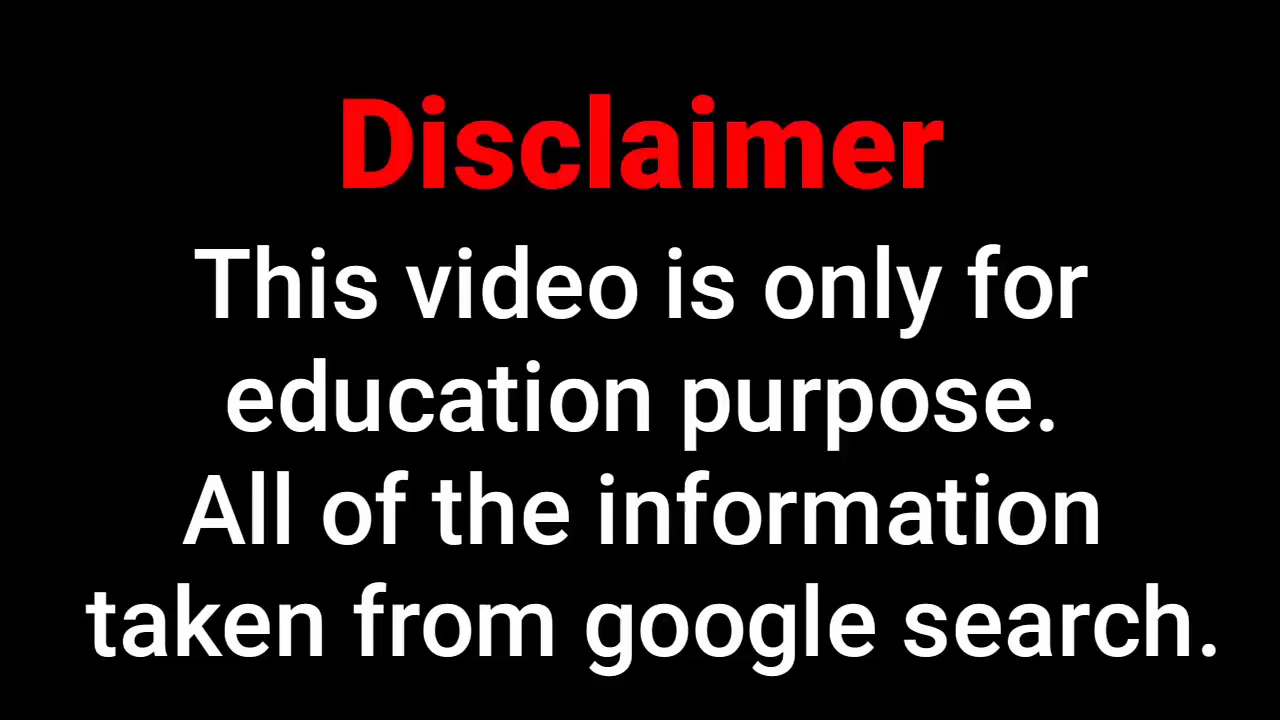 Disclaimer
This video is only for
education purpose.
All of the information
taken from google search.